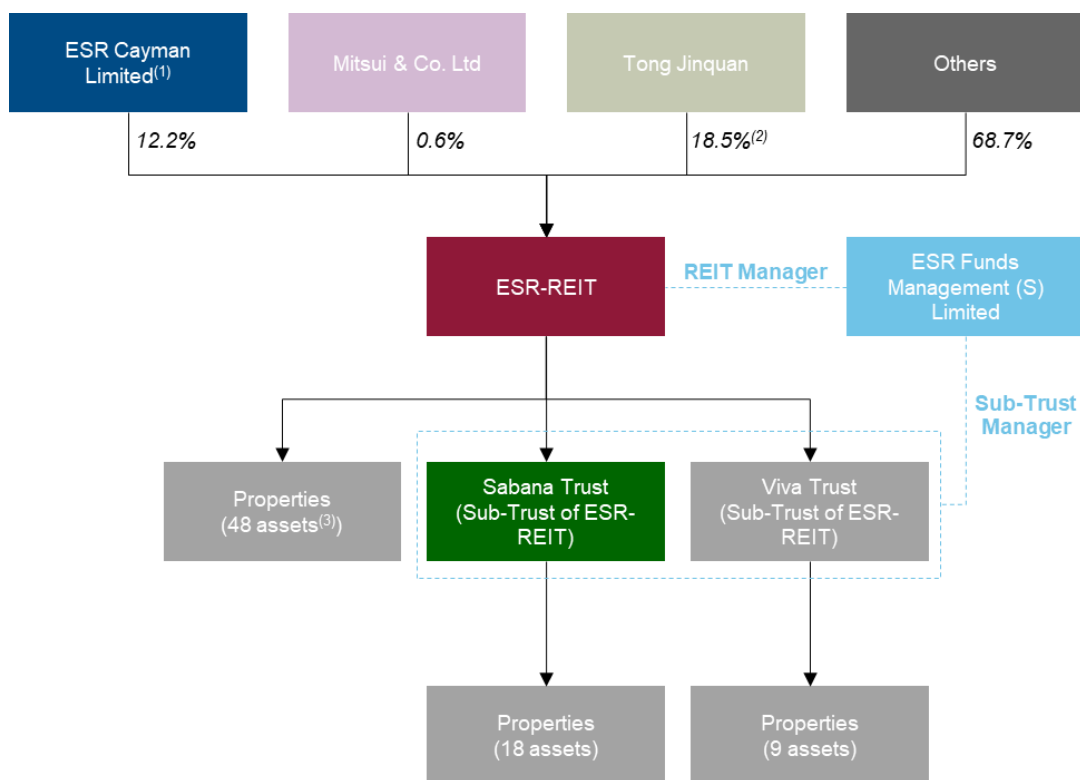 ESR Cayman
Limited(1)
Mitsui & Co. Ltd
Tong Jinquan
Others
12.2%
0.6%
18.5%(2)
68.7%
ESR-REIT
REIT Manager
ESR Funds
Management (S)
Limited
Sub-Trust
Manager
Properties
(48 assets(3))
Sabana Trust
(Sub-Trust of ESR-
REIT)
Viva Trust
(Sub-Trust of ESR-
REIT)
Properties
(18 assets)
Properties
(9 assets)